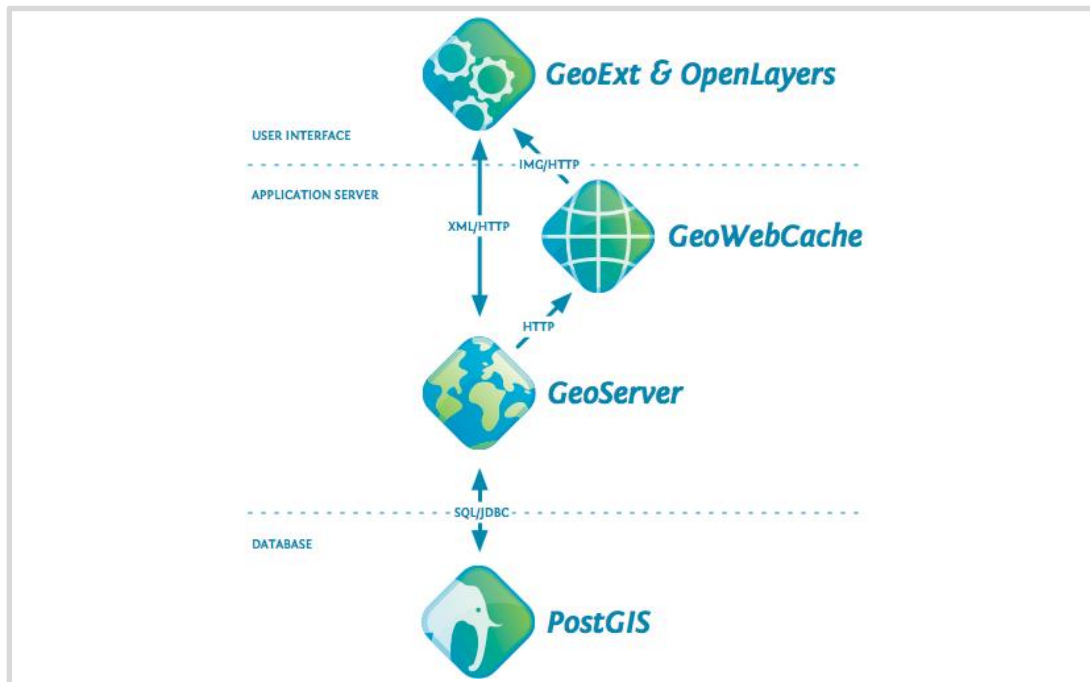 GeoExt & OpenLayers
USER INTERFACE
IMG/HTTP
APPLICATION SERVER
XML/HTTP
GeoWebCache
HTTP
GeoServer
SQL/JDBC
DATABASE
PostGIS